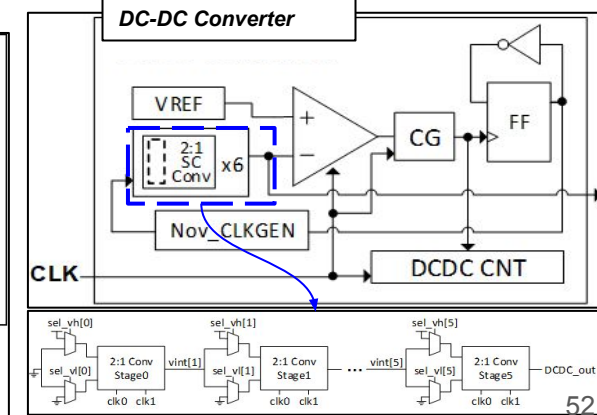 DC-DC Converter
VREF
+
−
CG
FF
2:1
SC
Conv
x6
Nov_CLKGEN
CLK
DCDC CNT
sel_vh[0]
sel_vh[1]
sel_vh[5]
sel_vl[0]
2:1 Conv
Stage0
vint[1]
sel_vl[1]
2:1 Conv
Stage1
...
vint[5]
sel_vl[5]
2:1 Conv
Stage5
DCDC_out
clk0 clk1
clk0 clk1
clk0 clk1
52